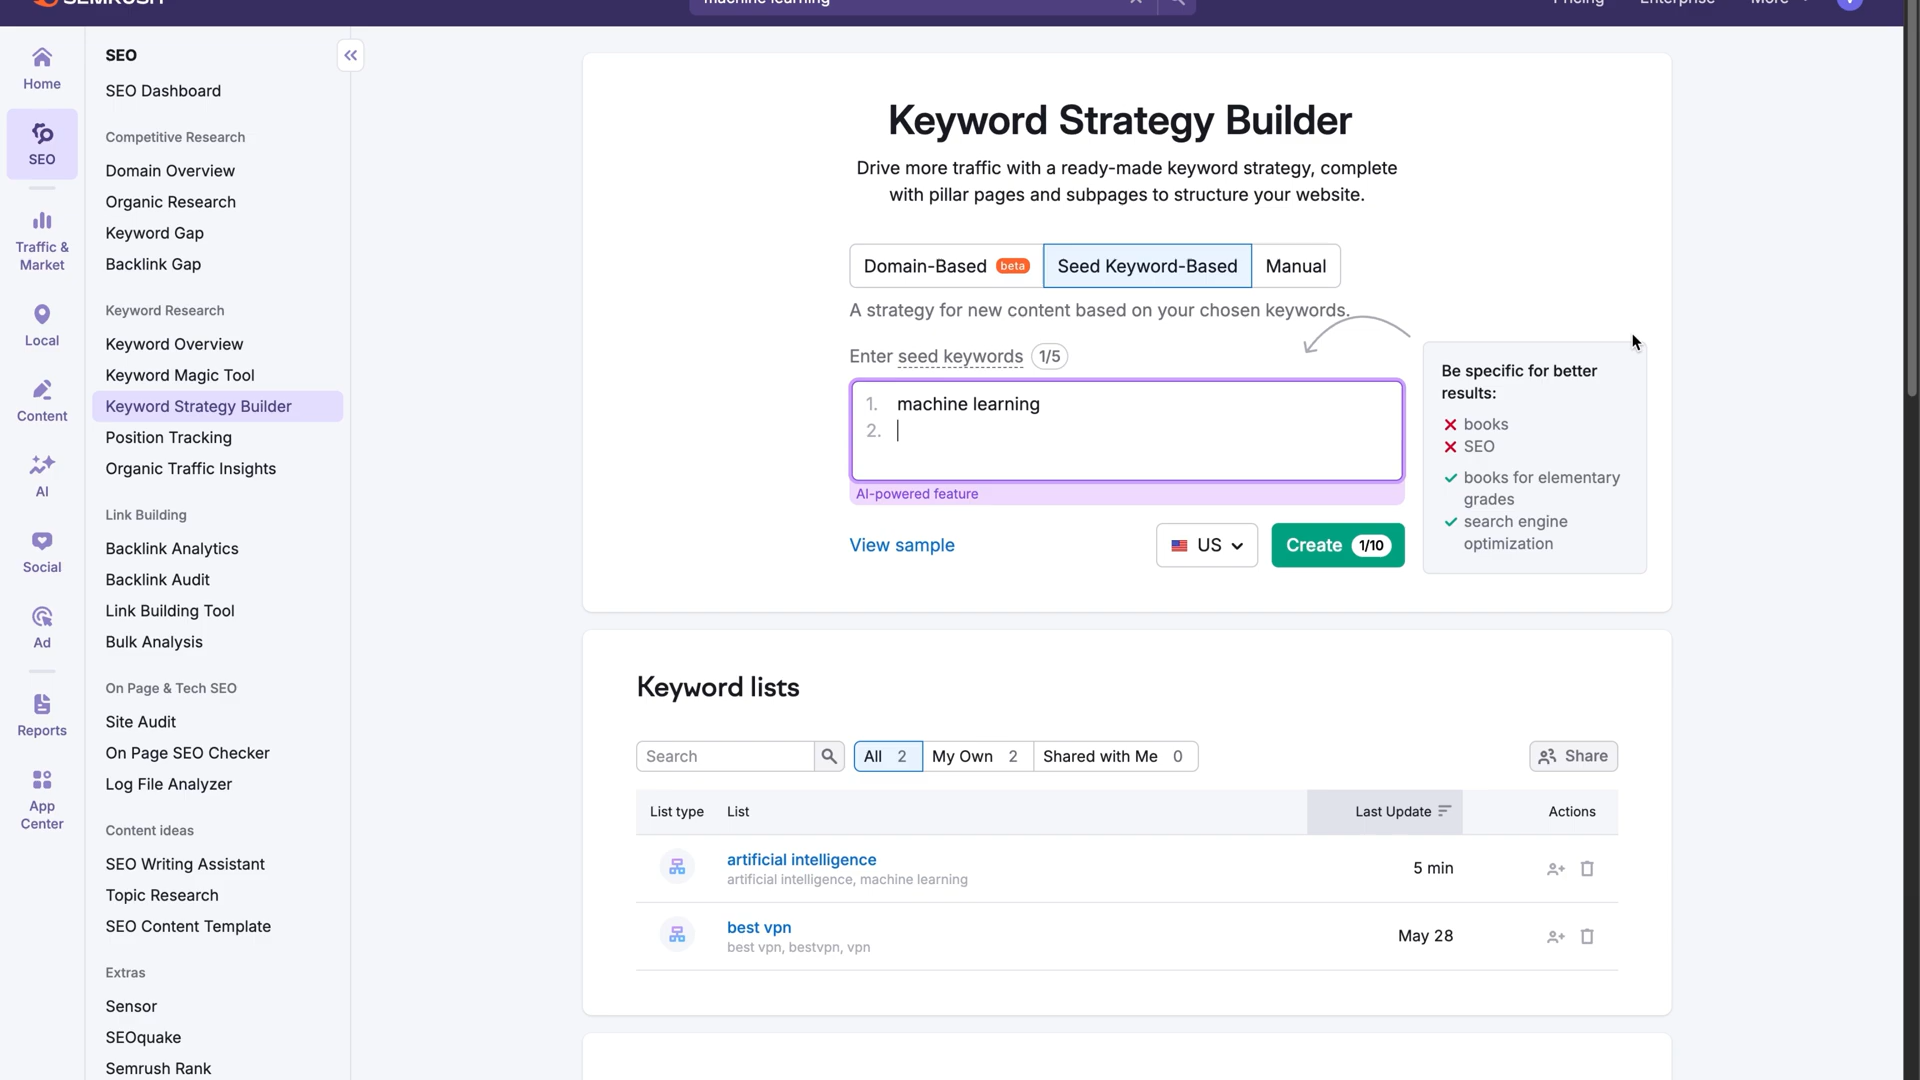 SEMRUSH
machine learning
Pricing
Enterprise
More
Home
SEO
Traffic &
Market
Local
Content
AI
Social
Ad
Reports
App
Center
SEO
SEO Dashboard
Competitive Research
Domain Overview
Organic Research
Keyword Gap
Backlink Gap
Keyword Research
Keyword Overview
Keyword Magic Tool
Keyword Strategy Builder
Position Tracking
Organic Traffic Insights
Link Building
Backlink Analytics
Backlink Audit
Link Building Tool
Bulk Analysis
On Page & Tech SEO
Site Audit
On Page SEO Checker
Log File Analyzer
Content ideas
SEO Writing Assistant
Topic Research
SEO Content Template
Extras
Sensor
SEOquake
Semrush Rank
Keyword Strategy Builder
Drive more traffic with a ready-made keyword strategy, complete
with pillar pages and subpages to structure your website.
Domain-Based beta Seed Keyword-Based Manual
A strategy for new content based on your chosen keywords.
Enter seed keywords 1/5
1. machine learning
2.
AI-powered feature
View sample
US
Create 1/10
Be specific for better
results:
books
SEO
books for elementary
grades
search engine
optimization
Keyword lists
Search
All 2 My Own 2 Shared with Me 0
Share
List type List Last Update Actions
artificial intelligence
artificial intelligence, machine learning
5 min
best vpn
best vpn, bestvpn, vpn
May 28